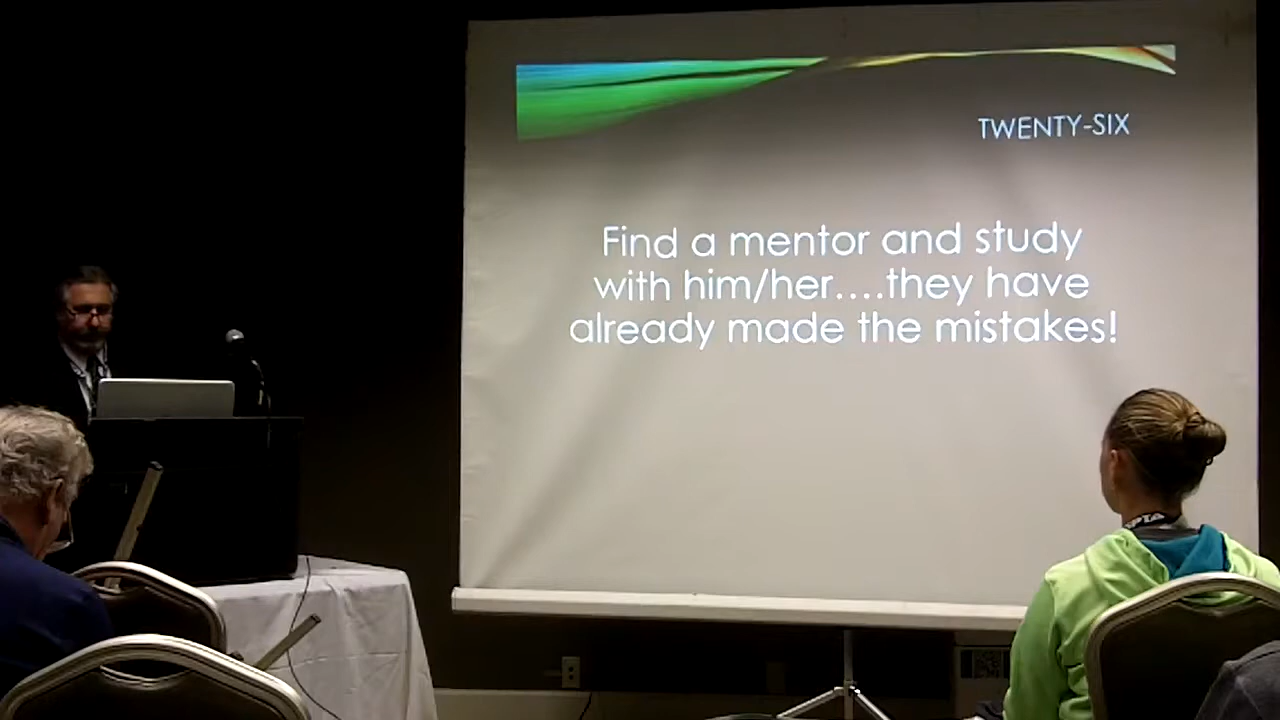 TWENTY-SIX
Find a mentor and study
with him/her....they have
already made the mistakes!